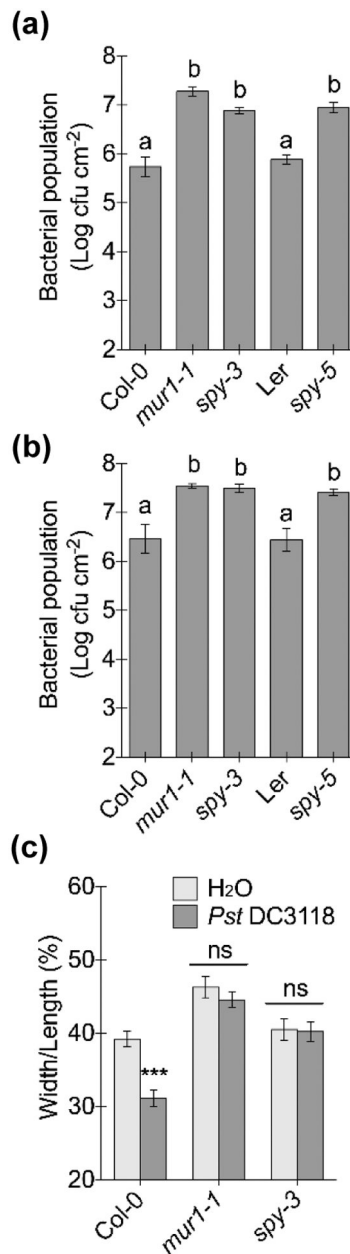 (a)
Bacterial population
(Log cfu cm-2)
8
7
6
5
4
3
2
a
b
b
a
b
Col-0
mur1-1
spy-3
Ler
spy-5
(b)
Bacterial population
(Log cfu cm-2)
8
7
6
5
4
3
2
a
b
b
a
b
Col-0
mur1-1
spy-3
Ler
spy-5
(c)
H2O
Pst DC3118
Width/Length (%)
60
50
40
30
20
***
ns
ns
Col-0
mur1-1
spy-3